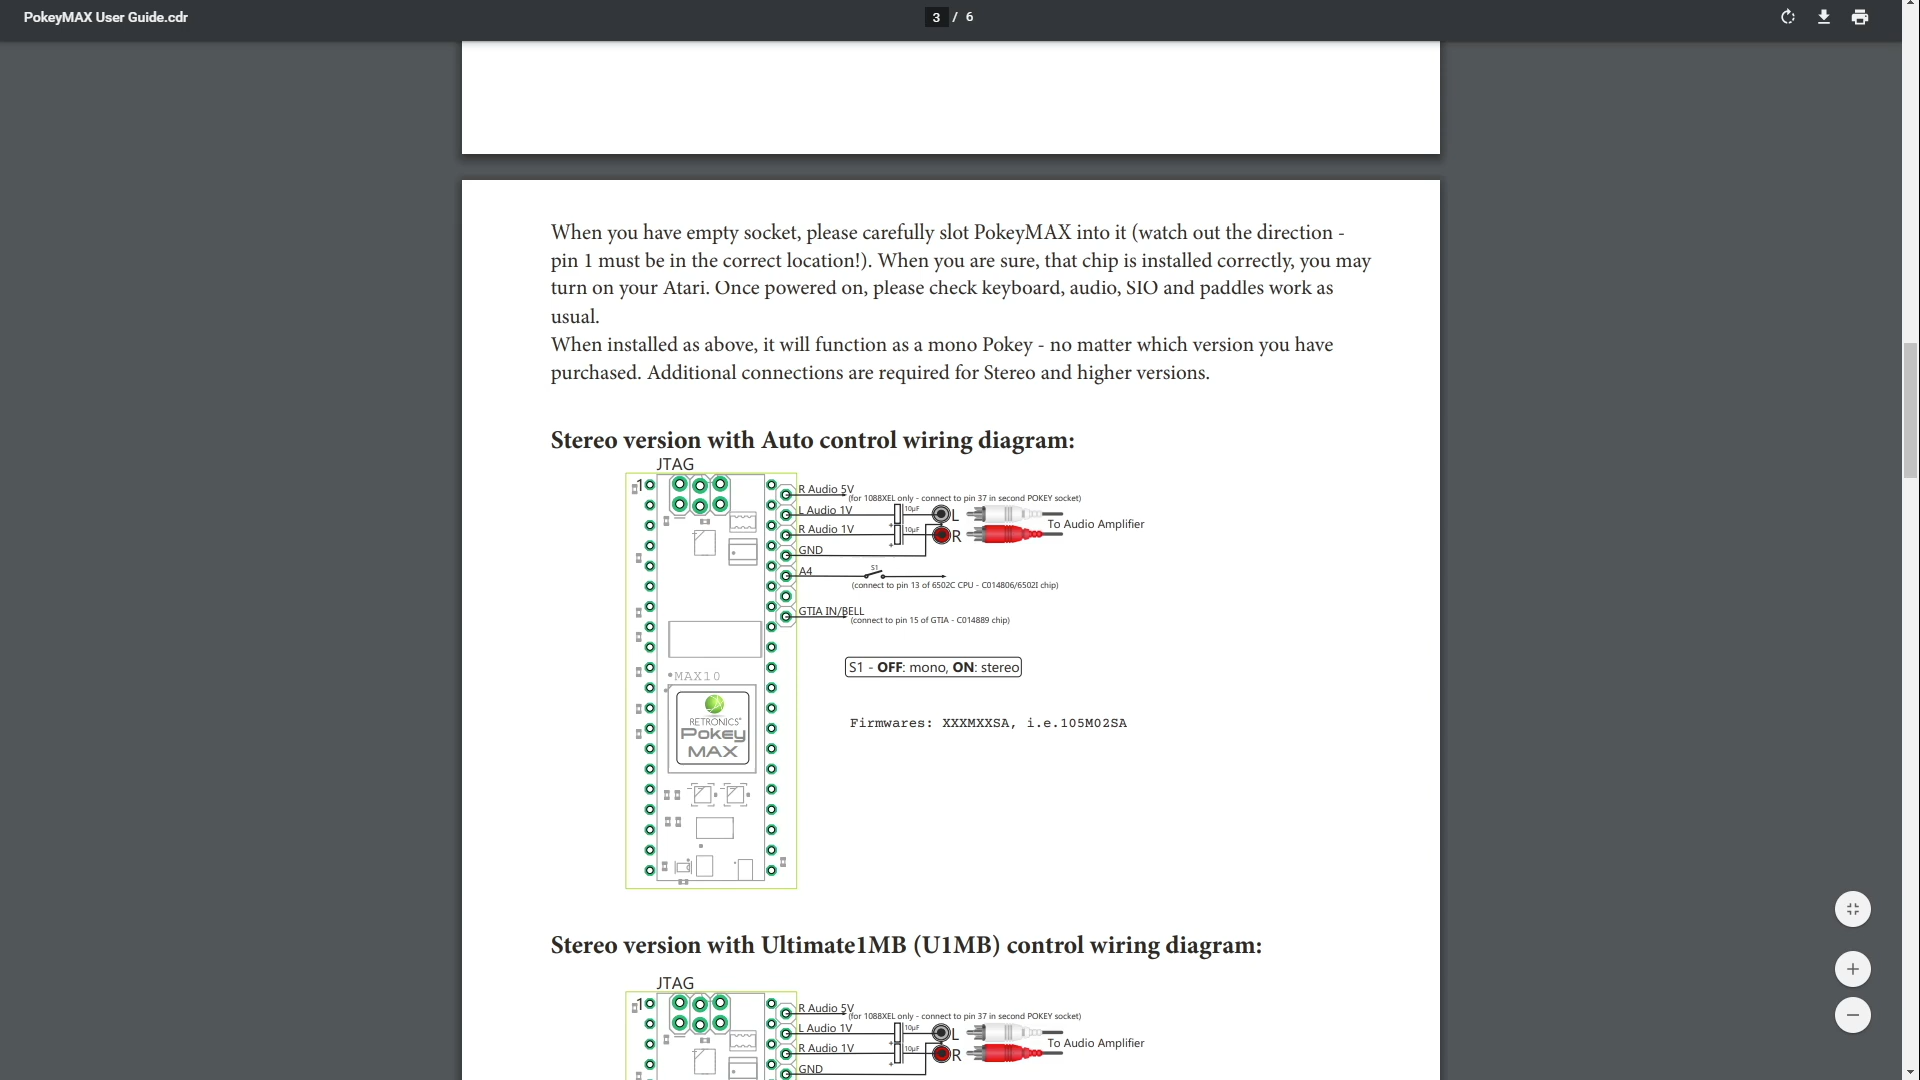 PokeyMAX User Guide.cdr
3 / 6
When you have empty socket, please carefully slot PokeyMAX into it (watch out the direction -
pin 1 must be in the correct location!). When you are sure, that chip is installed correctly, you may
turn on your Atari. Once powered on, please check keyboard, audio, SIO and paddles work as
usual.
When installed as above, it will function as a mono Pokey - no matter which version you have
purchased. Additional connections are required for Stereo and higher versions.
Stereo version with Auto control wiring diagram:
JTAG
1
R Audio 5V
(for 1088XEL only - connect to pin 37 in second POKEY socket)
L Audio 1V
10µF
L
To Audio Amplifier
R Audio 1V
10µF
R
+
+
GND
A4
S1
(connect to pin 13 of 6502C CPU - C014806/6502I chip)
GTIA IN/BELL
(connect to pin 15 of GTIA - C014889 chip)
S1 - OFF: mono, ON: stereo
MAX10
RETRONICS
Pokey
MAX
Firmwares: XXXMXXSA, i.e.105M02SA
Stereo version with Ultimate1MB (U1MB) control wiring diagram:
JTAG
1
R Audio 5V
(for 1088XEL only - connect to pin 37 in second POKEY socket)
L Audio 1V
10µF
L
To Audio Amplifier
R Audio 1V
10µF
R
+
+
GND